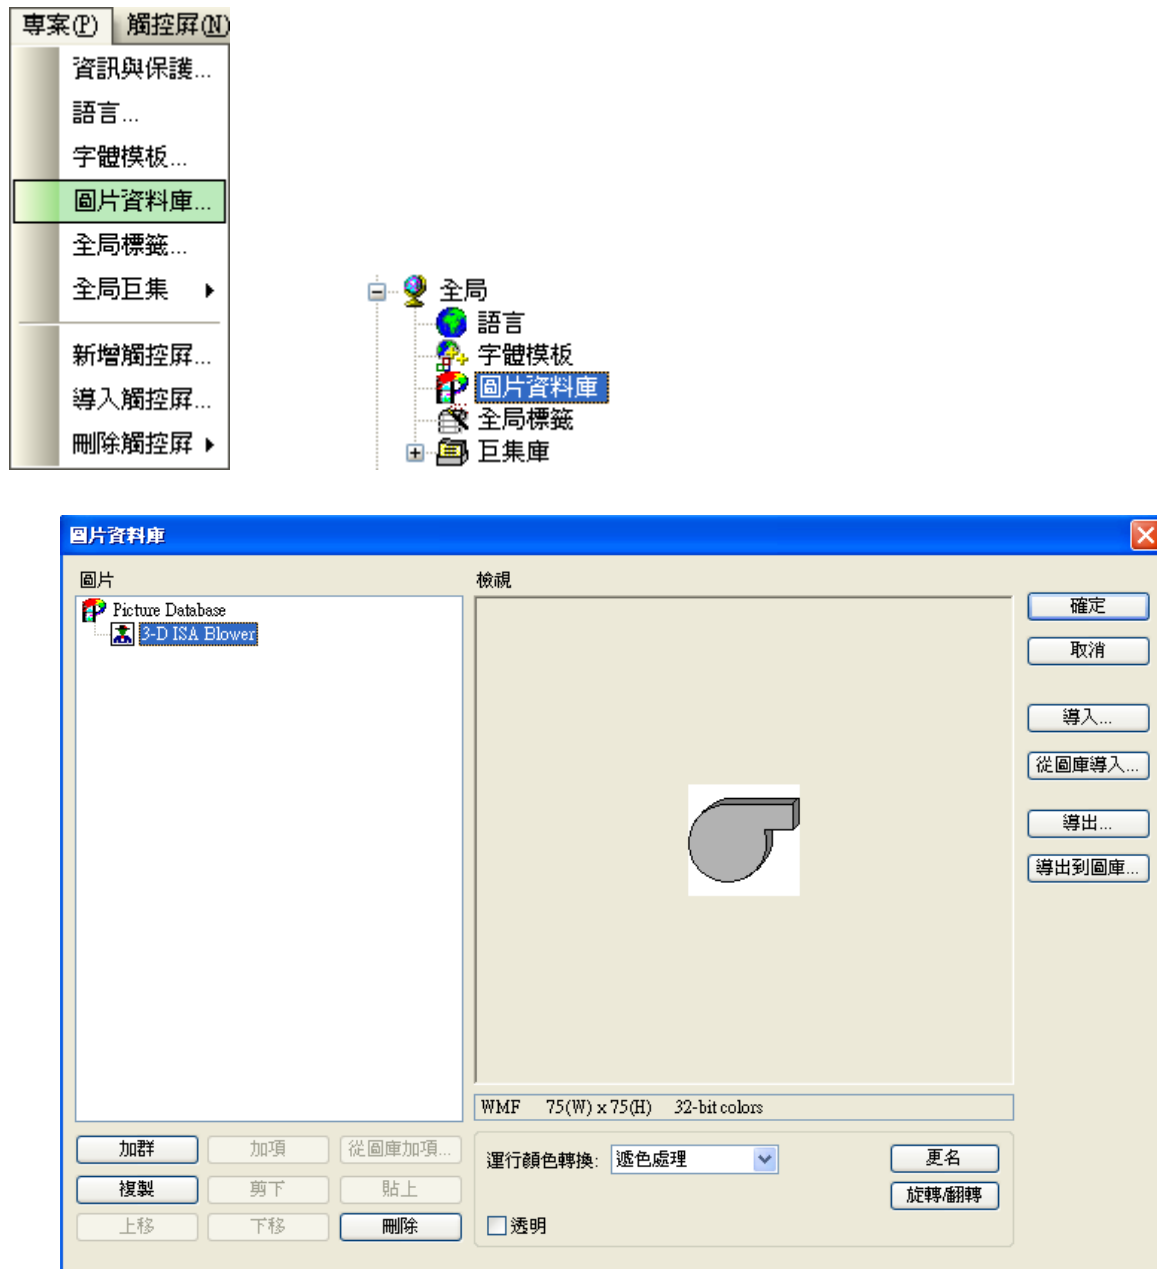 專案(P) 觸控屏(N)
資訊與保護...
語言...
字體模板...
圖片資料庫...
全局標籤...
全局巨集
新增觸控屏...
導入觸控屏...
刪除觸控屏
全局
語言
字體模板
圖片資料庫
全局標籤
巨集庫
圖片資料庫
圖片
Picture Database
3-D ISA Blower
檢視
WMF 75(W) x 75(H) 32-bit colors
確定
取消
導入...
從圖庫導入...
導出...
導出到圖庫...
加群 加項 從圖庫加項...
複製 剪下 貼上
上移 下移 刪除
運行顏色轉換: 遞色處理
更名
旋轉/翻轉
透明